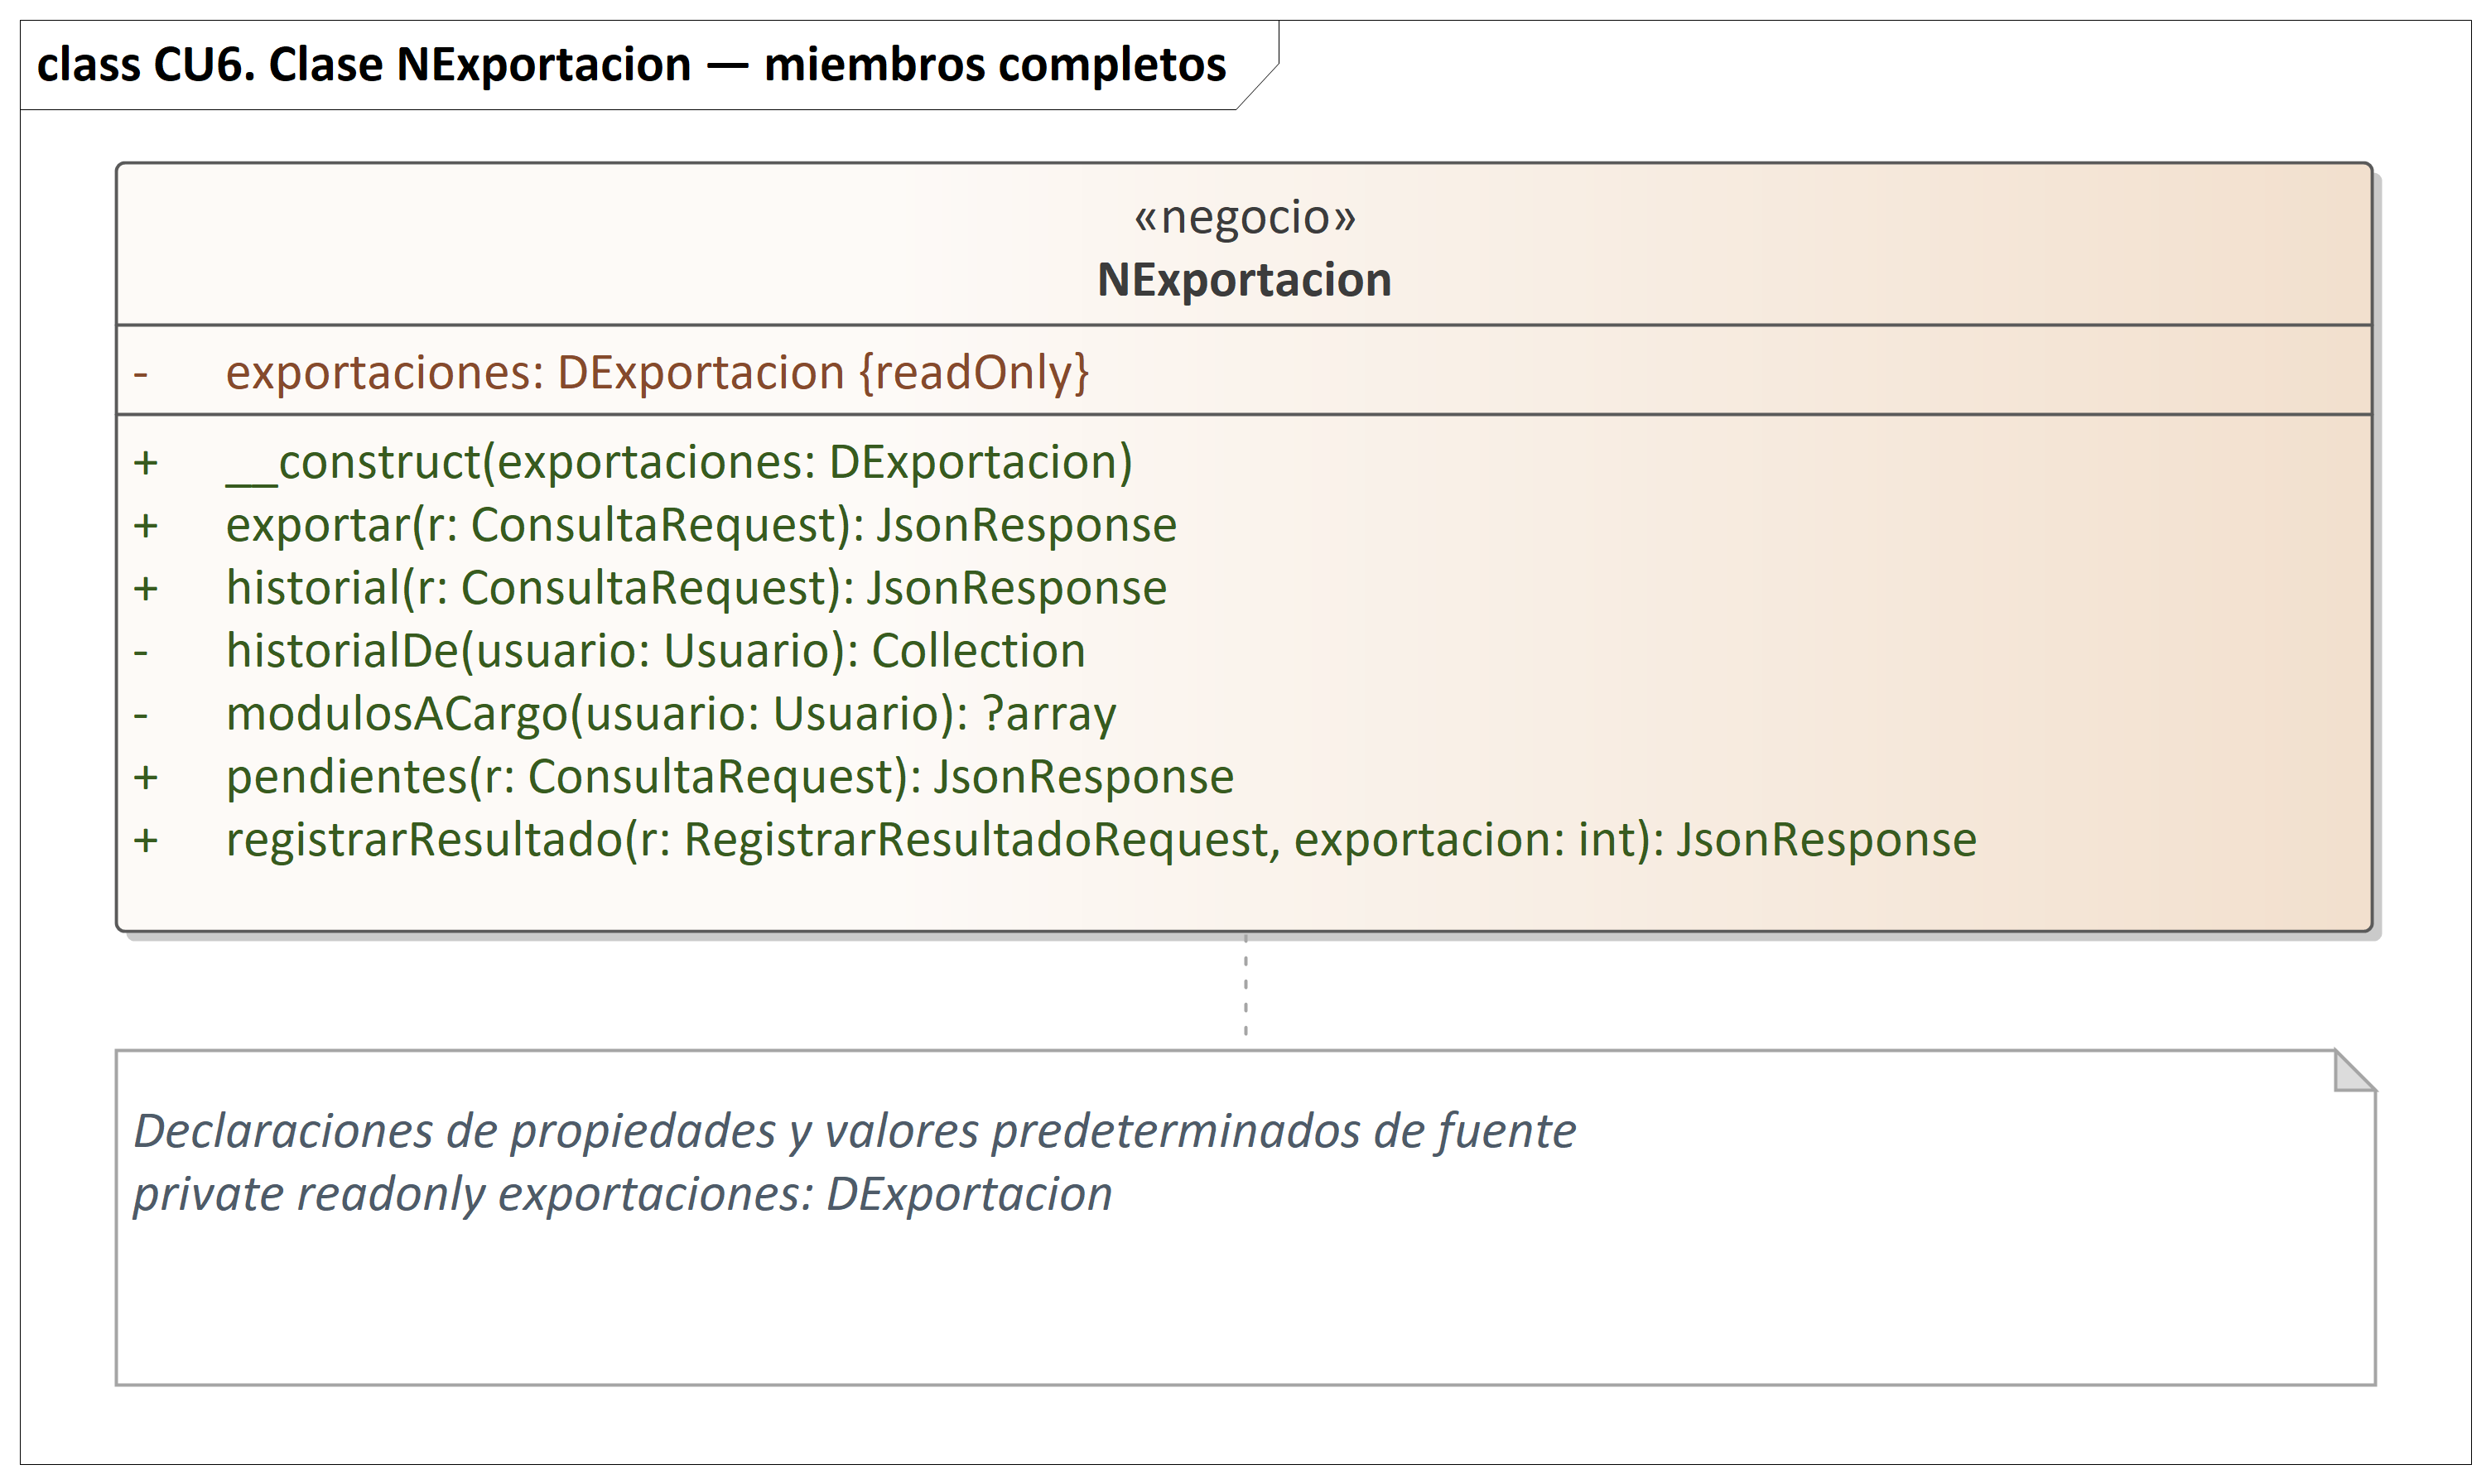 class CU6. Clase NExportacion — miembros completos
«negocio»
NExportacion
- exportaciones: DExportacion {readOnly}
+ __construct(exportaciones: DExportacion)
+ exportar(r: ConsultaRequest): JsonResponse
+ historial(r: ConsultaRequest): JsonResponse
- historialDe(usuario: Usuario): Collection
- modulosACargo(usuario: Usuario): ?array
+ pendientes(r: ConsultaRequest): JsonResponse
+ registrarResultado(r: RegistrarResultadoRequest, exportacion: int): JsonResponse
Declaraciones de propiedades y valores predeterminados de fuente
private readonly exportaciones: DExportacion